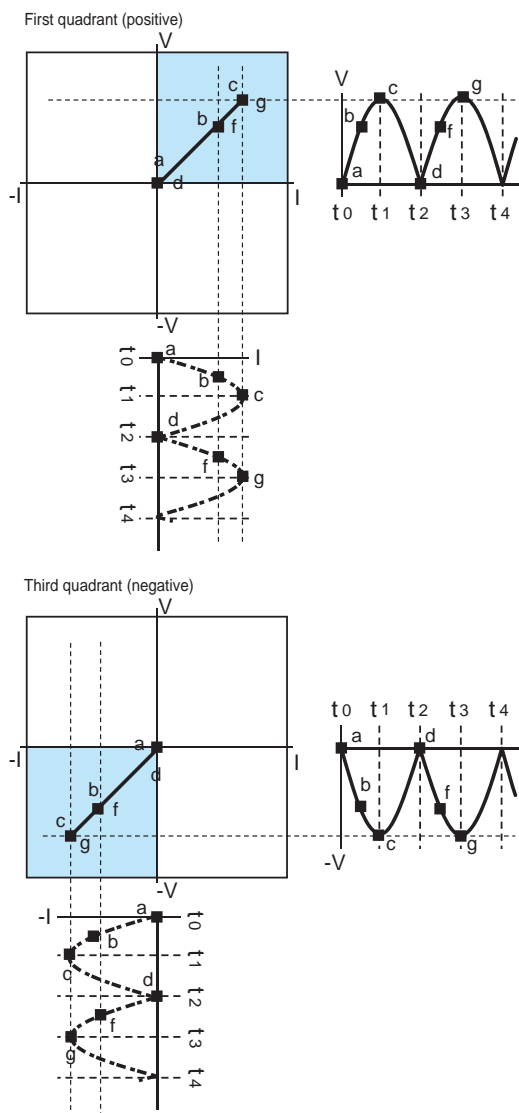 First quadrant (positive)
V
c
b
g
f
a
d
-I
I
-V
V
c
g
b
f
a
d
t0 t1 t2 t3 t4
t0
a
I
b
t1
c
d
t2
f
t3
g
t4
Third quadrant (negative)
V
a
-I
I
d
b
c
f
g
-V
t0 t1 t2 t3 t4
a
d
b
f
c
g
-V
-I
a
t0
b
t1
c
d
t2
f
t3
g
t4